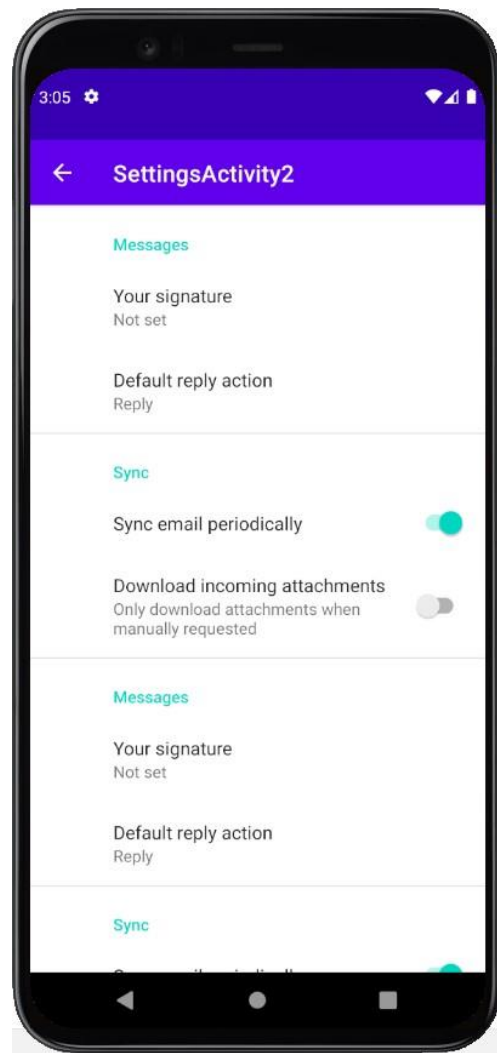 3:05
SettingsActivity2
Messages
Your signature
Not set
Default reply action
Reply
Sync
Sync email periodically
Download incoming attachments
Only download attachments when
manually requested
Messages
Your signature
Not set
Default reply action
Reply
Sync